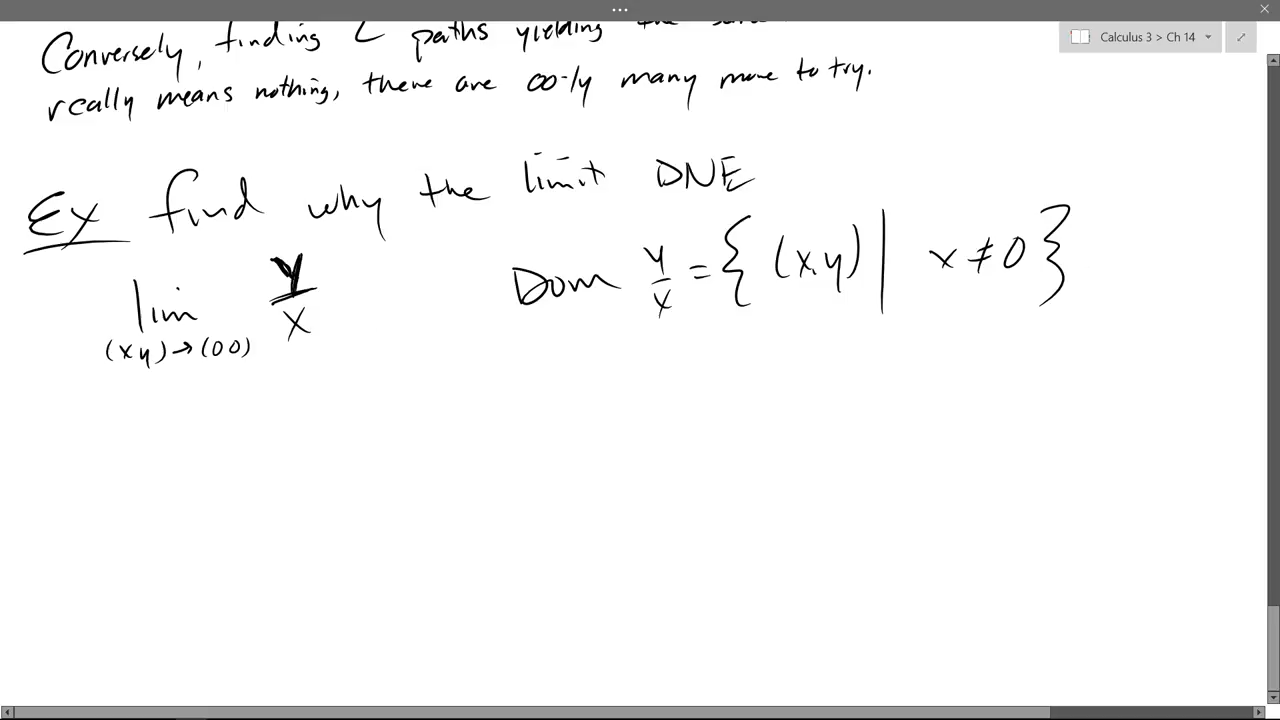 Calculus 3 > Ch 14
Conversely, finding 2 paths yielding the
really means nothing, there are ∞-ly many more to try.
Ex find why the limit DNE
lim (x y)→(0 0) y/x
Dom y/x = { (x,y) | x ≠ 0 }